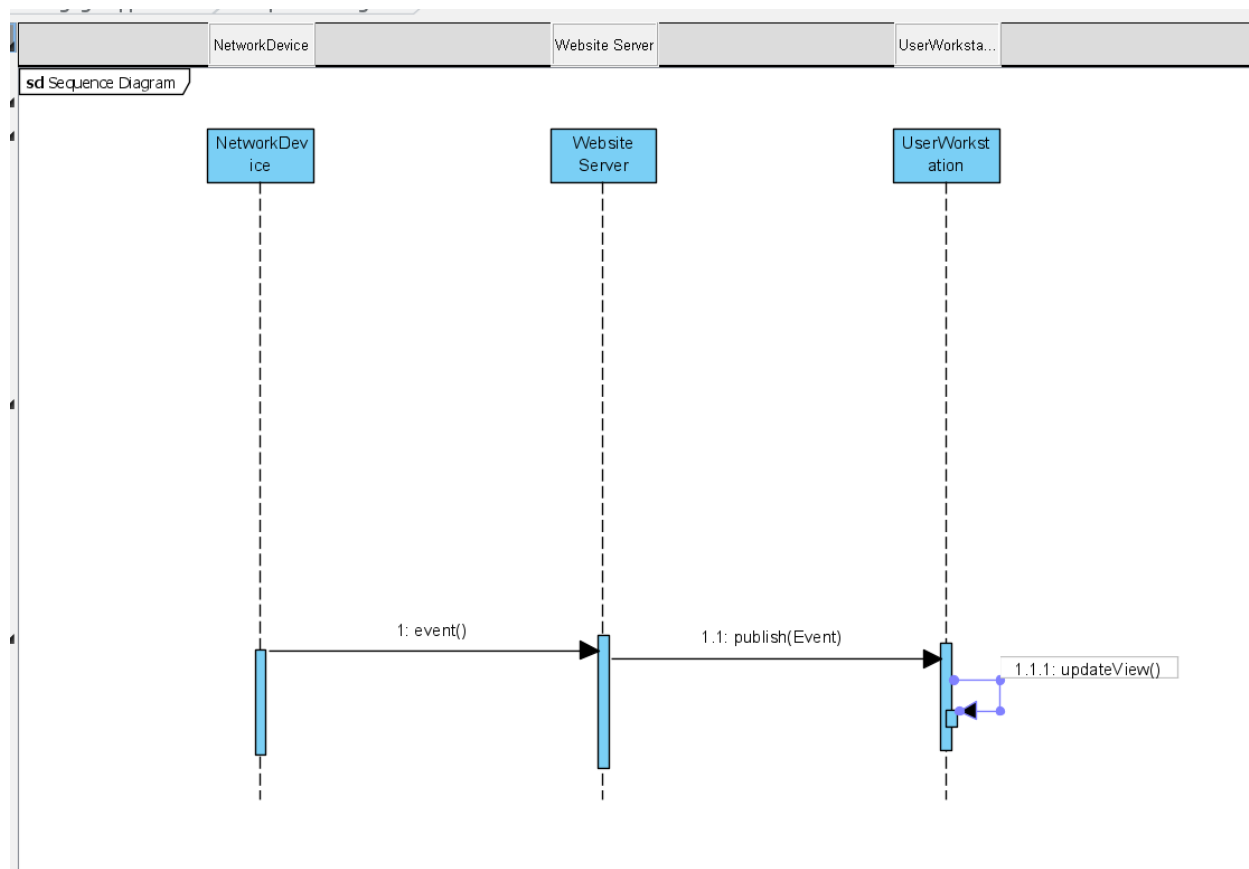 NetworkDevice
Website Server
UserWorksta...
sd Sequence Diagram
NetworkDev
ice
Website
Server
UserWorkst
ation
1: event()
1.1: publish(Event)
1.1.1: updateView()